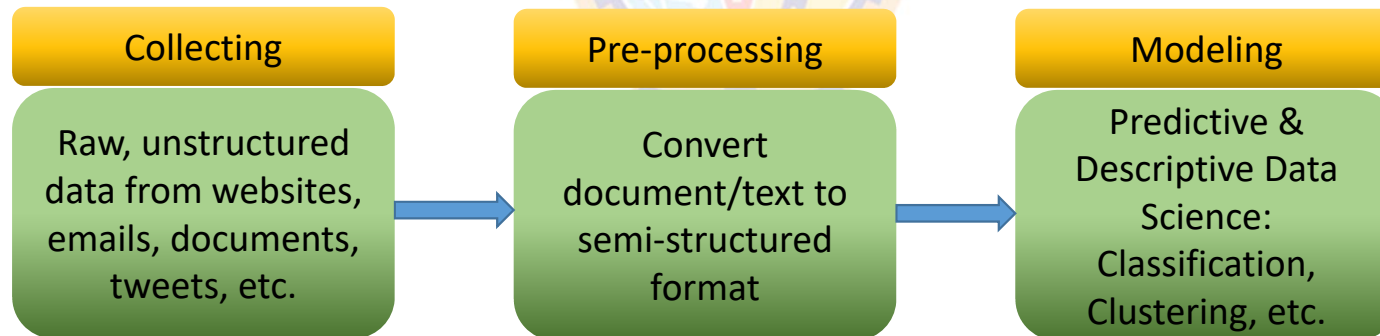 Collecting
Raw, unstructured
data from websites,
emails, documents,
tweets, etc.
Pre-processing
Convert
document/text to
semi-structured
format
Modeling
Predictive &
Descriptive Data
Science:
Classification,
Clustering, etc.